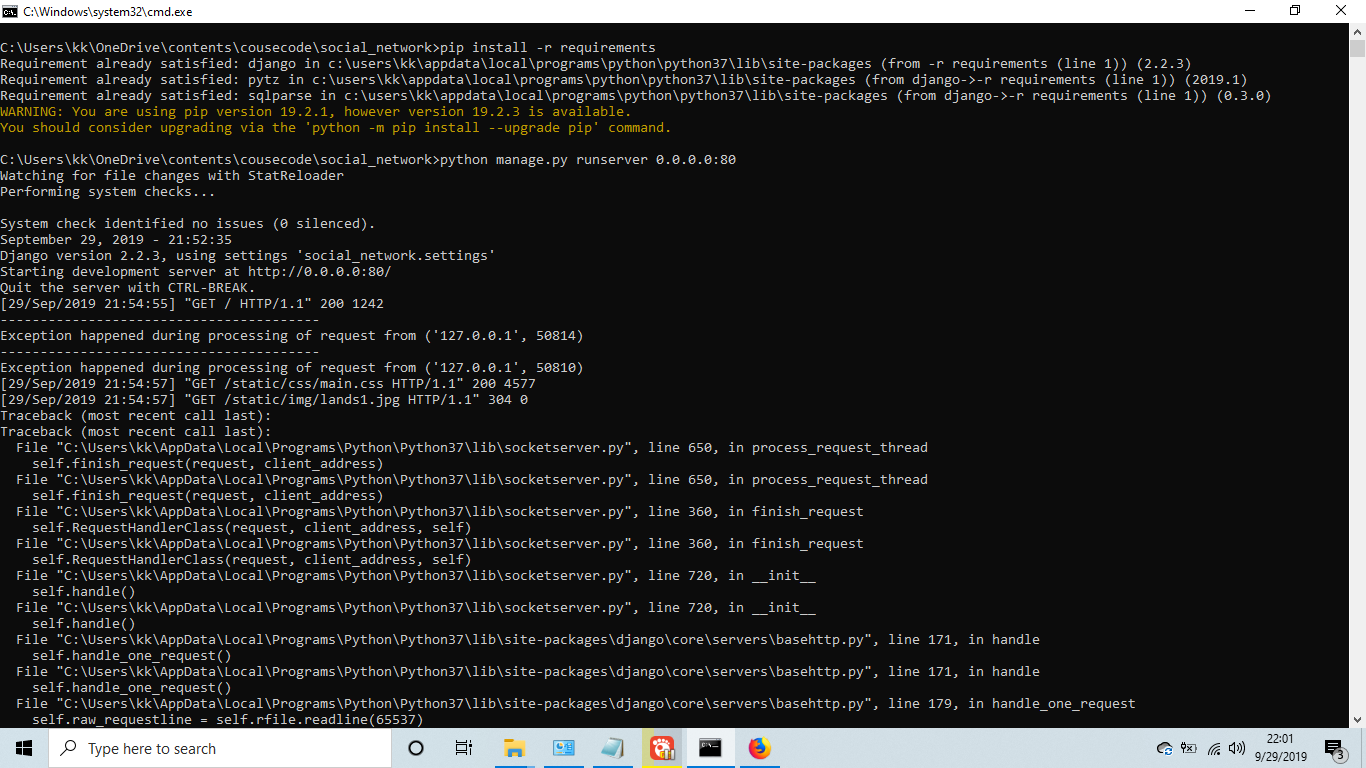 C:\Windows\system32\cmd.exe
C:\Users\kk\OneDrive\contents\cousecode\social_network>pip install -r requirements
Requirement already satisfied: django in c:\users\kk\appdata\local\programs\python\python37\lib\site-packages (from -r requirements (line 1)) (2.2.3)
Requirement already satisfied: pytz in c:\users\kk\appdata\local\programs\python\python37\lib\site-packages (from django->-r requirements (line 1)) (2019.1)
Requirement already satisfied: sqlparse in c:\users\kk\appdata\local\programs\python\python37\lib\site-packages (from django->-r requirements (line 1)) (0.3.0)
WARNING: You are using pip version 19.2.1, however version 19.2.3 is available.
You should consider upgrading via the 'python -m pip install --upgrade pip' command.
C:\Users\kk\OneDrive\contents\cousecode\social_network>python manage.py runserver 0.0.0.0:80
Watching for file changes with StatReloader
Performing system checks...
System check identified no issues (0 silenced).
September 29, 2019 - 21:52:35
Django version 2.2.3, using settings 'social_network.settings'
Starting development server at http://0.0.0.0:80/
Quit the server with CTRL-BREAK.
[29/Sep/2019 21:54:55] "GET / HTTP/1.1" 200 1242
----------------------------------------
Exception happened during processing of request from ('127.0.0.1', 50814)
----------------------------------------
Exception happened during processing of request from ('127.0.0.1', 50810)
[29/Sep/2019 21:54:57] "GET /static/css/main.css HTTP/1.1" 200 4577
[29/Sep/2019 21:54:57] "GET /static/img/lands1.jpg HTTP/1.1" 304 0
Traceback (most recent call last):
Traceback (most recent call last):
  File "C:\Users\kk\AppData\Local\Programs\Python\Python37\lib\socketserver.py", line 650, in process_request_thread
    self.finish_request(request, client_address)
  File "C:\Users\kk\AppData\Local\Programs\Python\Python37\lib\socketserver.py", line 650, in process_request_thread
    self.finish_request(request, client_address)
  File "C:\Users\kk\AppData\Local\Programs\Python\Python37\lib\socketserver.py", line 360, in finish_request
    self.RequestHandlerClass(request, client_address, self)
  File "C:\Users\kk\AppData\Local\Programs\Python\Python37\lib\socketserver.py", line 360, in finish_request
    self.RequestHandlerClass(request, client_address, self)
  File "C:\Users\kk\AppData\Local\Programs\Python\Python37\lib\socketserver.py", line 720, in __init__
    self.handle()
  File "C:\Users\kk\AppData\Local\Programs\Python\Python37\lib\socketserver.py", line 720, in __init__
    self.handle()
  File "C:\Users\kk\AppData\Local\Programs\Python\Python37\lib\site-packages\django\core\servers\basehttp.py", line 171, in handle
    self.handle_one_request()
  File "C:\Users\kk\AppData\Local\Programs\Python\Python37\lib\site-packages\django\core\servers\basehttp.py", line 171, in handle
    self.handle_one_request()
  File "C:\Users\kk\AppData\Local\Programs\Python\Python37\lib\site-packages\django\core\servers\basehttp.py", line 179, in handle_one_request
    self.raw_requestline = self.rfile.readline(65537)
Type here to search
22:01
9/29/2019
3